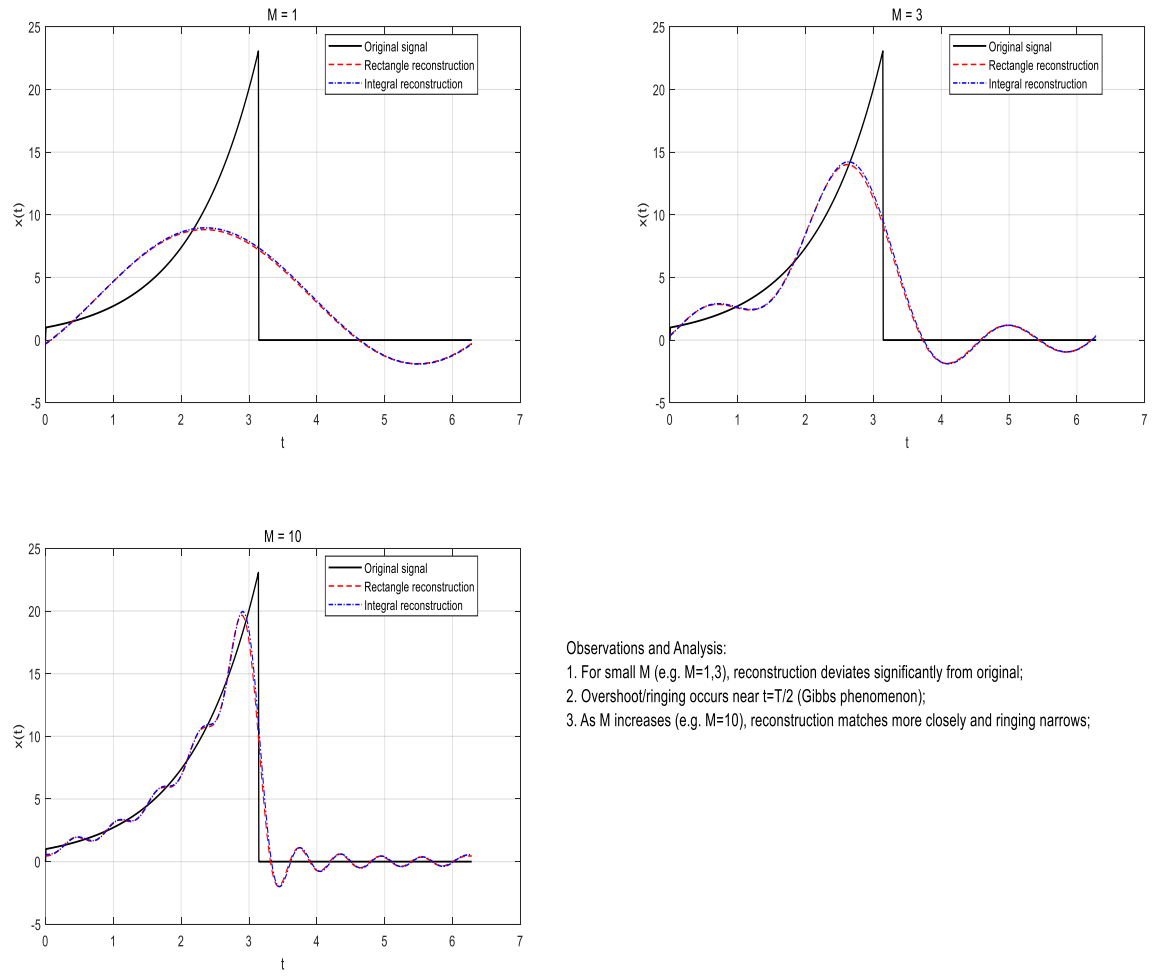 M = 1
25
20
15
10
5
0
-5
x(t)
Original signal
Rectangle reconstruction
Integral reconstruction
0 1 2 3 4 5 6 7
t
M = 3
25
20
15
10
5
0
-5
x(t)
Original signal
Rectangle reconstruction
Integral reconstruction
0 1 2 3 4 5 6 7
t
M = 10
25
20
15
10
5
0
-5
x(t)
Original signal
Rectangle reconstruction
Integral reconstruction
0 1 2 3 4 5 6 7
t
Observations and Analysis:
1. For small M (e.g. M=1,3), reconstruction deviates significantly from original;
2. Overshoot/ringing occurs near t=T/2 (Gibbs phenomenon);
3. As M increases (e.g. M=10), reconstruction matches more closely and ringing narrows;